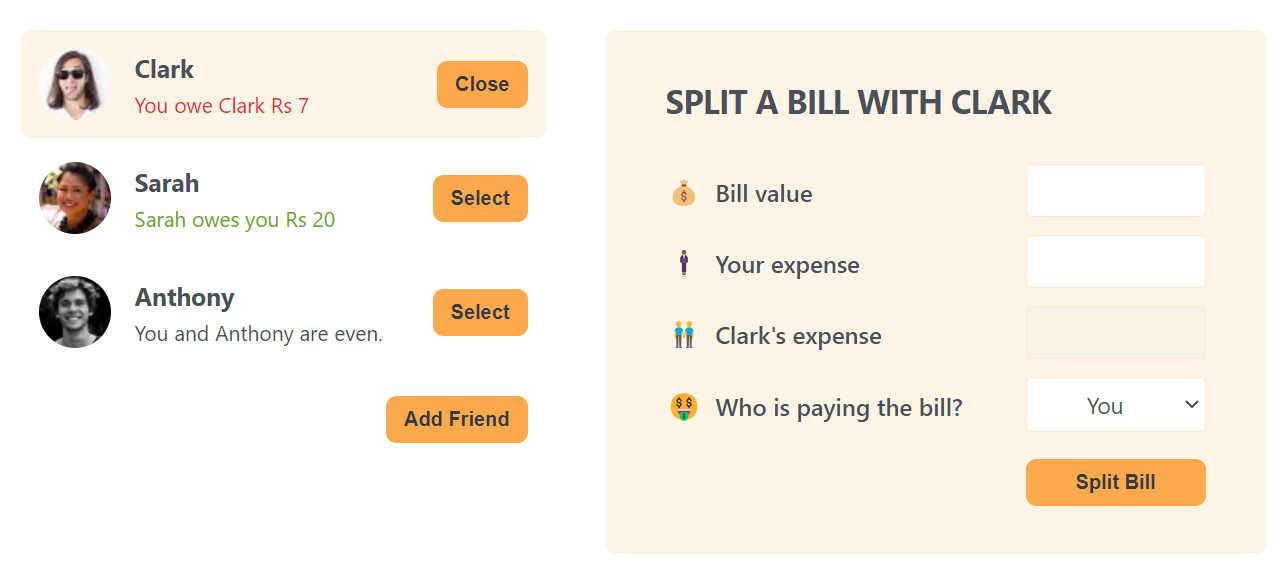 Clark
You owe Clark Rs 7
Close
Sarah
Sarah owes you Rs 20
Select
Anthony
You and Anthony are even.
Select
Add Friend
SPLIT A BILL WITH CLARK
Bill value
Your expense
Clark's expense
Who is paying the bill?
You
Split Bill